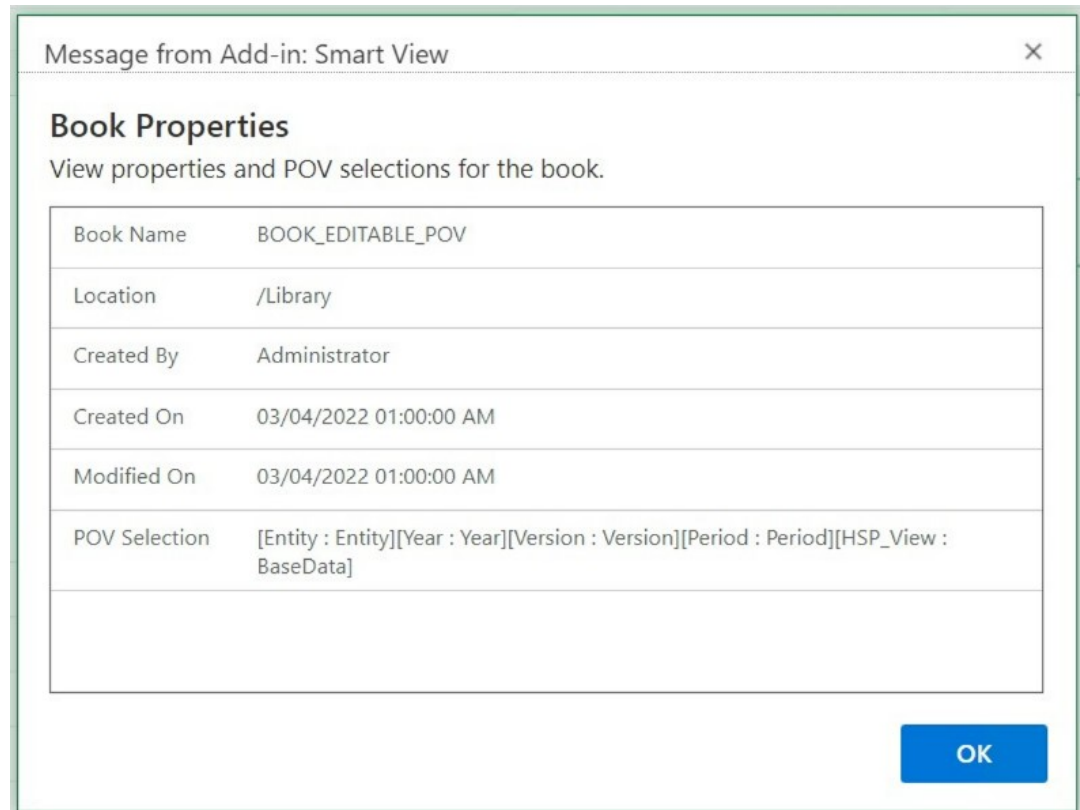 Message from Add-in: Smart View
Book Properties
View properties and POV selections for the book.
Book Name BOOK_EDITABLE_POV
Location /Library
Created By Administrator
Created On 03/04/2022 01:00:00 AM
Modified On 03/04/2022 01:00:00 AM
POV Selection [Entity : Entity][Year : Year][Version : Version][Period : Period][HSP_View :
BaseData]
OK